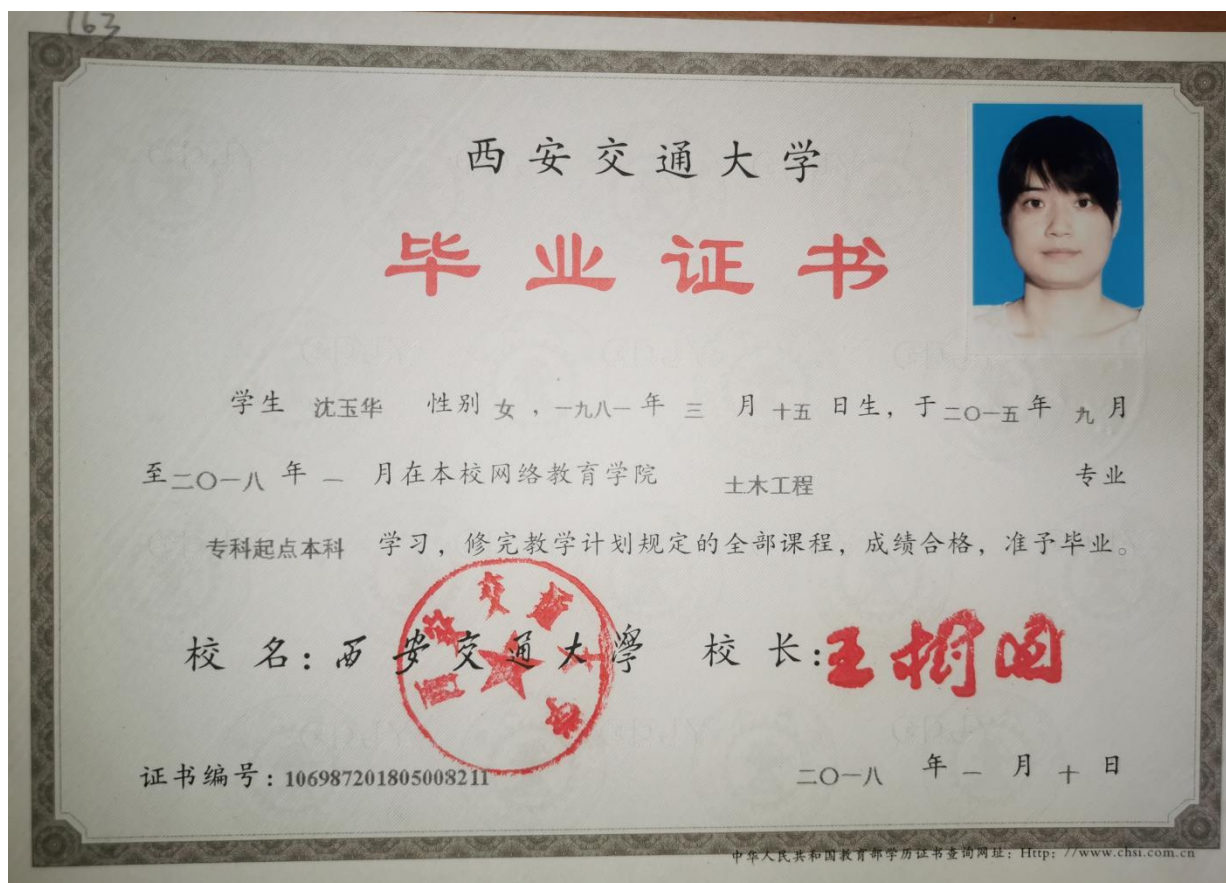 163
西安交通大学
毕业证书
学生 沈玉华 性别 女，一九八一年 三 月 十五 日生，于二〇一五年 九月
至二〇一八 年 一 月在本校网络教育学院 土木工程 专业
专科起点本科 学习，修完教学计划规定的全部课程，成绩合格，准予毕业。
校 名：西安交通大學 校 长：王树国
证书编号：106987201805008211 二〇一八 年 一 月 十 日
中华人民共和国教育部学历证书查询网址：Http：//www.chsi.com.cn